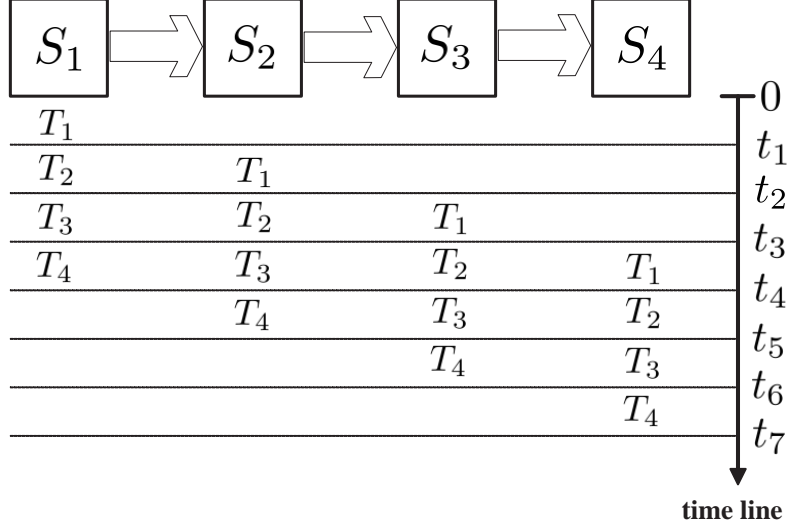 S₁ S₂ S₃ S₄
0
T₁
t₁
T₂ T₁
t₂
T₃ T₂ T₁
t₃
T₄ T₃ T₂ T₁
t₄
T₄ T₃ T₂
t₅
T₄ T₃
t₆
T₄
t₇
time line